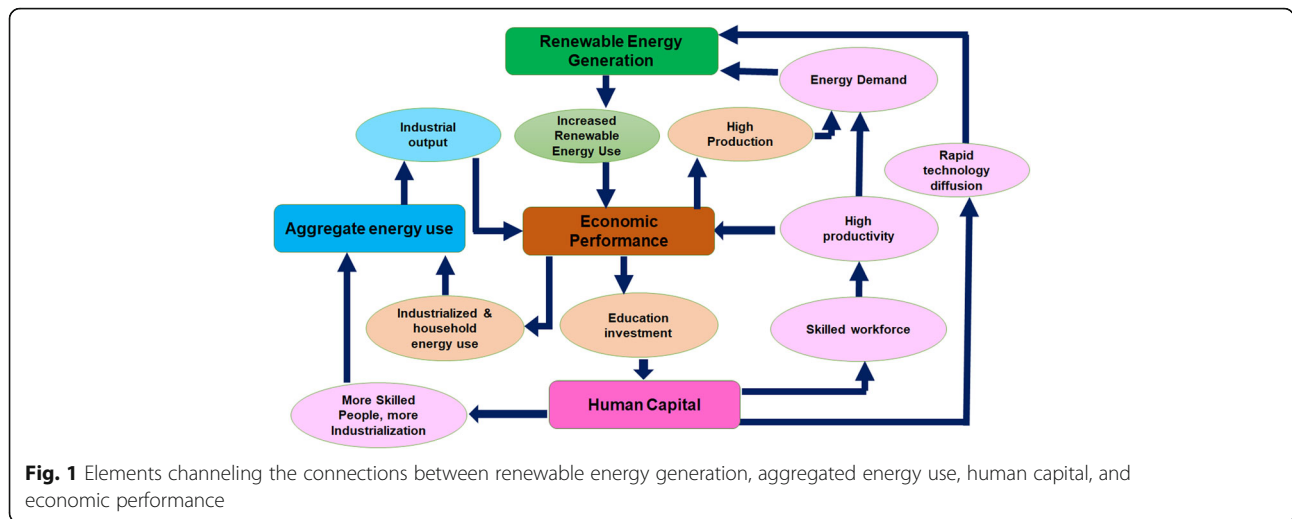 Renewable Energy
Generation
Energy Demand
Industrial
output
Increased
Renewable
Energy Use
High
Production
Rapid
technology
diffusion
Aggregate energy use
Economic
Performance
High
productivity
Industrialized &
household
energy use
Education
investment
Skilled workforce
More Skilled
People, more
Industrialization
Human Capital
Fig. 1 Elements channeling the connections between renewable energy generation, aggregated energy use, human capital, and
economic performance